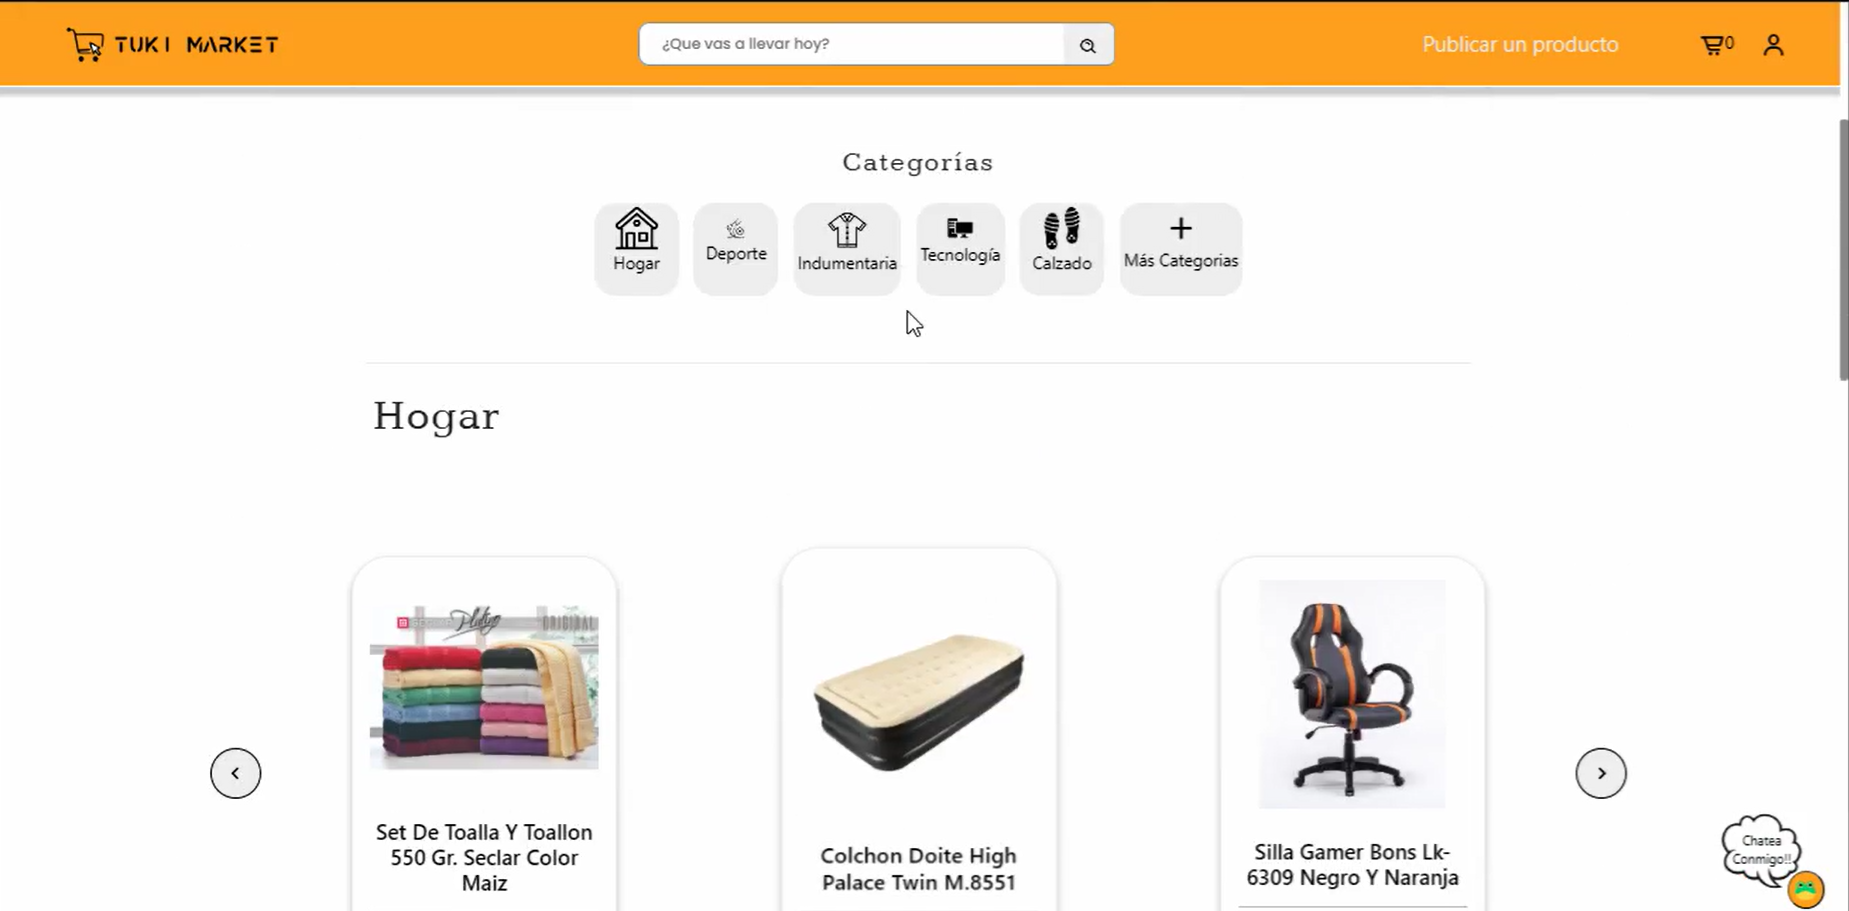 TUKI MARKET
¿Que vas a llevar hoy?
Publicar un producto
0
Categorías
Hogar
Deporte
Indumentaria
Tecnología
Calzado
Más Categorias
Hogar
ORIGINAL
Set De Toalla Y Toallon
550 Gr. Seclar Color
Maiz
Colchon Doite High
Palace Twin M.8551
Silla Gamer Bons Lk-
6309 Negro Y Naranja
Chatea
Conmigo!!